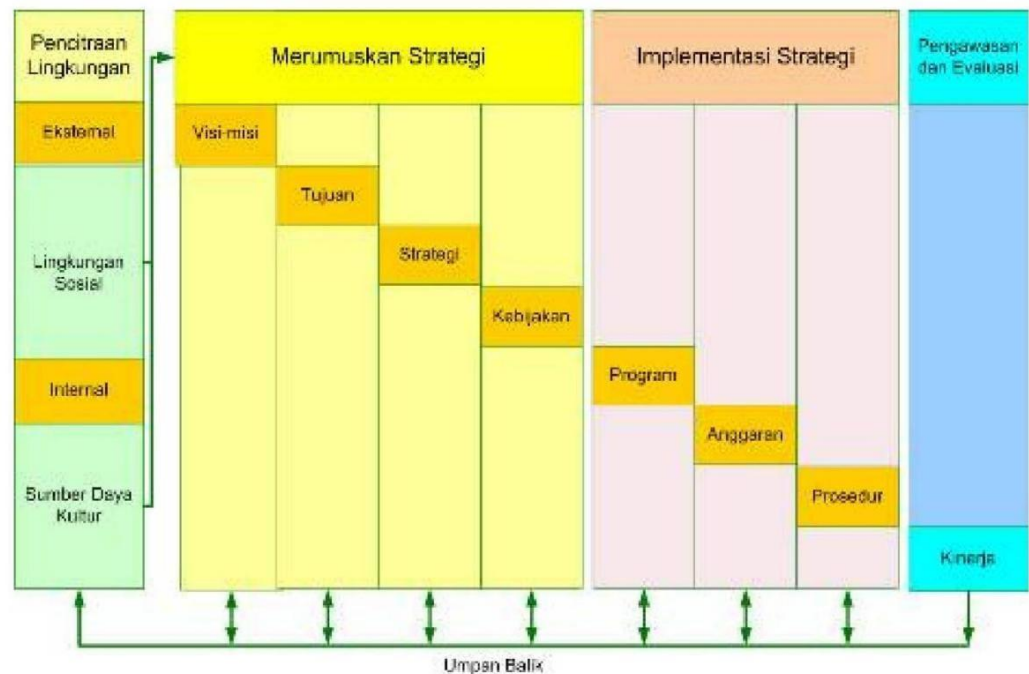 Pencitraan
Lingkungan
Merumuskan Strategi
Implementasi Strategi
Pengawasan
dan Evaluasi
Eksternal
Visi-misi
Tujuan
Strategi
Lingkungan
Sosial
Kebijakan
Internal
Program
Anggaran
Sumber Daya
Kultur
Prosedur
Kinerja
Umpan Balik